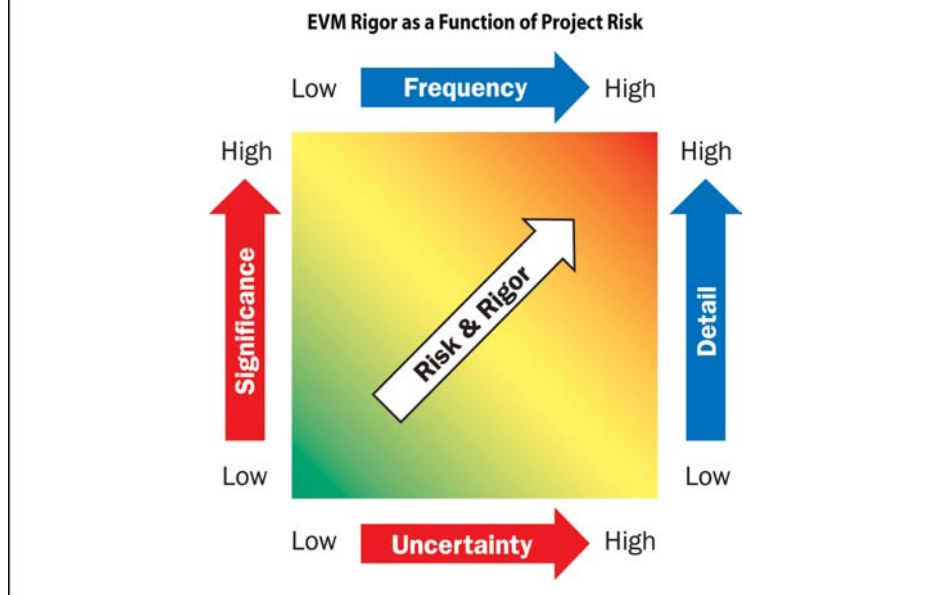 EVM Rigor as a Function of Project Risk
Low Frequency High
High High
Significance
Risk & Rigor
Detail
Low Low
Low Uncertainty High